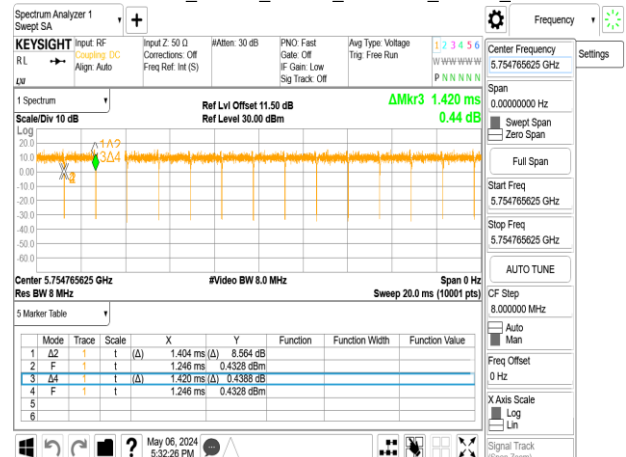 Spectrum Analyzer 1
Swept SA
+
Frequency
KEYSIGHT Input: RF Input Z: 50 Ω #Atten: 30 dB PNO: Fast Avg Type: Voltage 1 2 3 4 5 6
RL Coupling: DC Corrections: Off Gate: Off Trig: Free Run W W W W W W
Align: Auto Freq Ref: Int (S) IF Gain: Low
Sig Track: Off P N N N N N
Center Frequency
5.754765625 GHz
Settings
Span
0.00000000 Hz
Swept Span
Zero Span
Full Span
Start Freq
5.754765625 GHz
Stop Freq
5.754765625 GHz
AUTO TUNE
CF Step
8.000000 MHz
Auto
Man
Freq Offset
0 Hz
X Axis Scale
Log
Lin
Signal Track
(Span Zoom)
1 Spectrum
Ref Lvl Offset 11.50 dB ΔMkr3 1.420 ms
Scale/Div 10 dB Ref Level 30.00 dBm 0.44 dB
Log
20.0
10.0
0.00
-10.0
-20.0
-30.0
-40.0
-50.0
-60.0
1Δ2
3Δ4
Center 5.754765625 GHz #Video BW 8.0 MHz Span 0 Hz
Res BW 8 MHz Sweep 20.0 ms (10001 pts)
5 Marker Table
Mode Trace Scale X Y Function Function Width Function Value
1 Δ2 1 t (Δ) 1.404 ms (Δ) 8.564 dB
2 F 1 t 1.246 ms 0.4328 dBm
3 Δ4 1 t (Δ) 1.420 ms (Δ) 0.4388 dB
4 F 1 t 1.246 ms 0.4328 dBm
5
6
?
May 06, 2024
5:32:26 PM